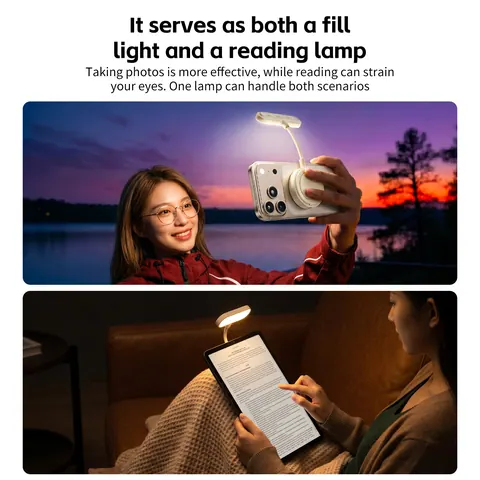 It serves as both a fill
light and a reading lamp
Taking photos is more effective, while reading can strain
your eyes. One lamp can handle both scenarios